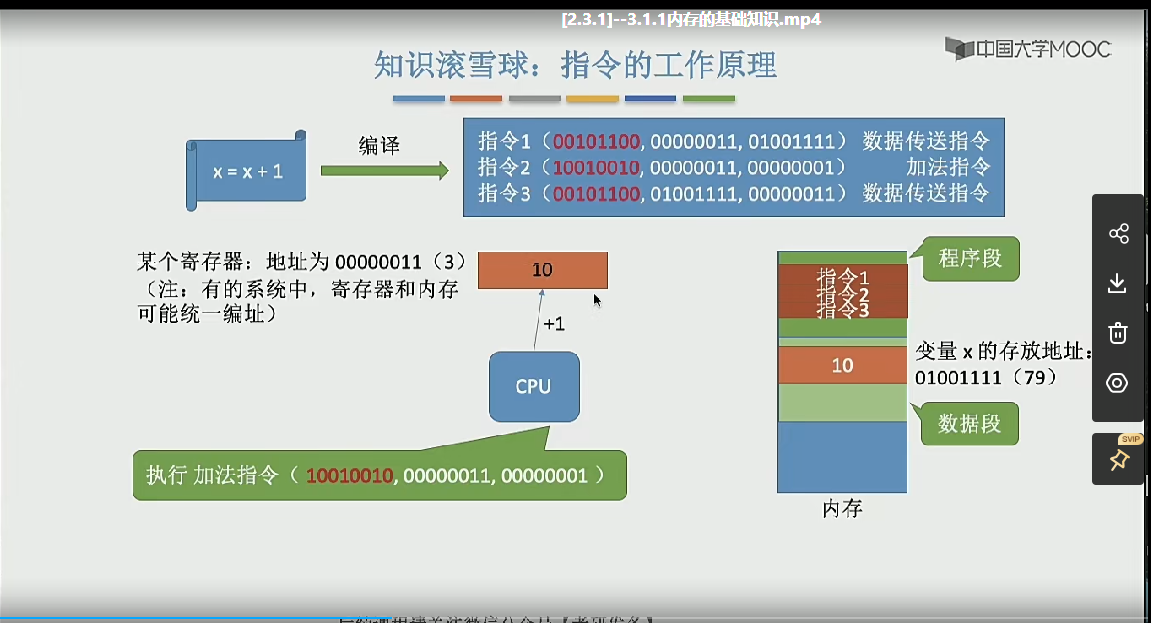 [2.3.1]--3.1.1内存的基础知识.mp4
中国大学MOOC
知识滚雪球：指令的工作原理
x = x + 1
编译
指令1（00101100, 00000011, 01001111） 数据传送指令
指令2（10010010, 00000011, 00000001） 加法指令
指令3（00101100, 01001111, 00000011） 数据传送指令
某个寄存器：地址为 00000011（3）
（注：有的系统中，寄存器和内存
可能统一编址）
10
+1
CPU
执行 加法指令（ 10010010, 00000011, 00000001 ）
程序段
指令1
指令2
指令3
10
变量 x 的存放地址：
01001111（79）
数据段
内存
SVIP